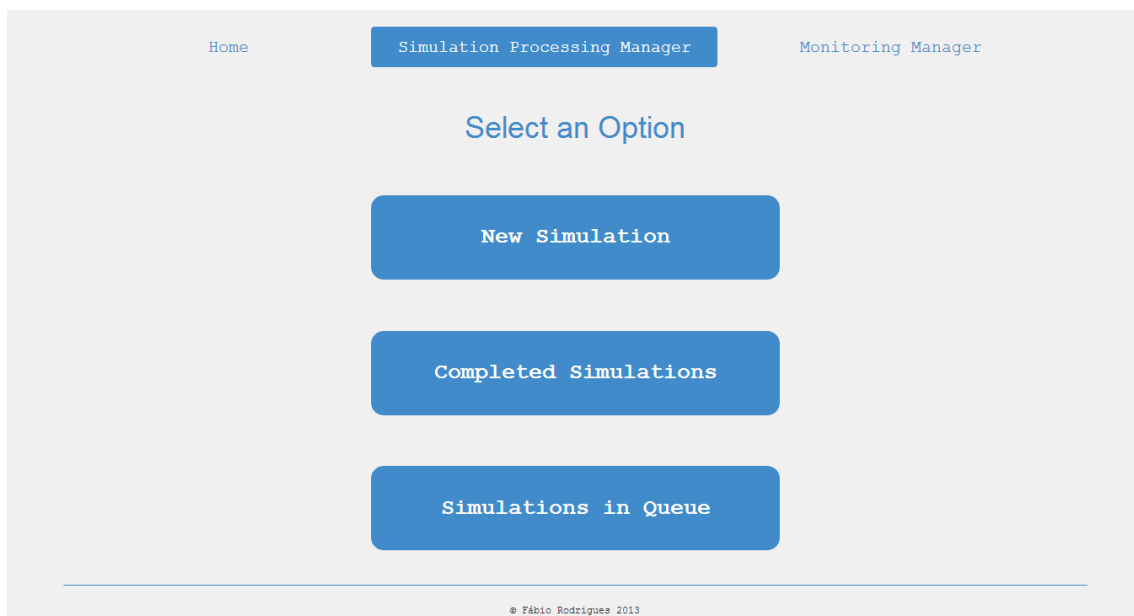 Home Simulation Processing Manager Monitoring Manager
Select an Option
New Simulation
Completed Simulations
Simulations in Queue
© Fábio Rodrigues 2013